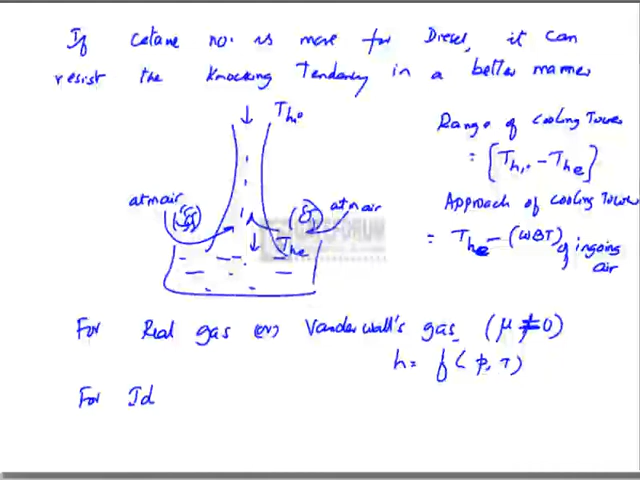 If cetane no. is more for Diesel, it can
resist the Knocking Tendency in a better manner
Thi
atm air
atm air
The
Range of cooling Tower
= [Thi - The]
Approach of cooling Tower
= The - (WBT) of ingoing
air
For Real gas (or) Vanderwall's gas, (μ ≠ 0)
h = f(p, T)
For Id